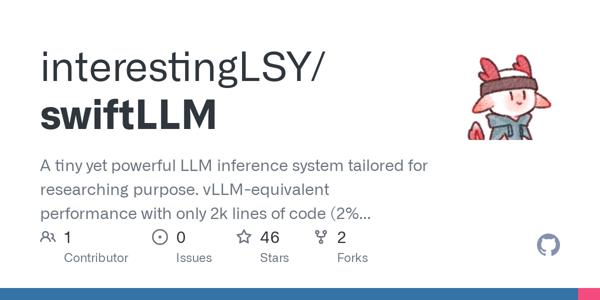 interestingLSY/
swiftLLM
A tiny yet powerful LLM inference system tailored for
researching purpose. vLLM-equivalent
performance with only 2k lines of code (2%...
1 0 46 2
Contributor Issues Stars Forks